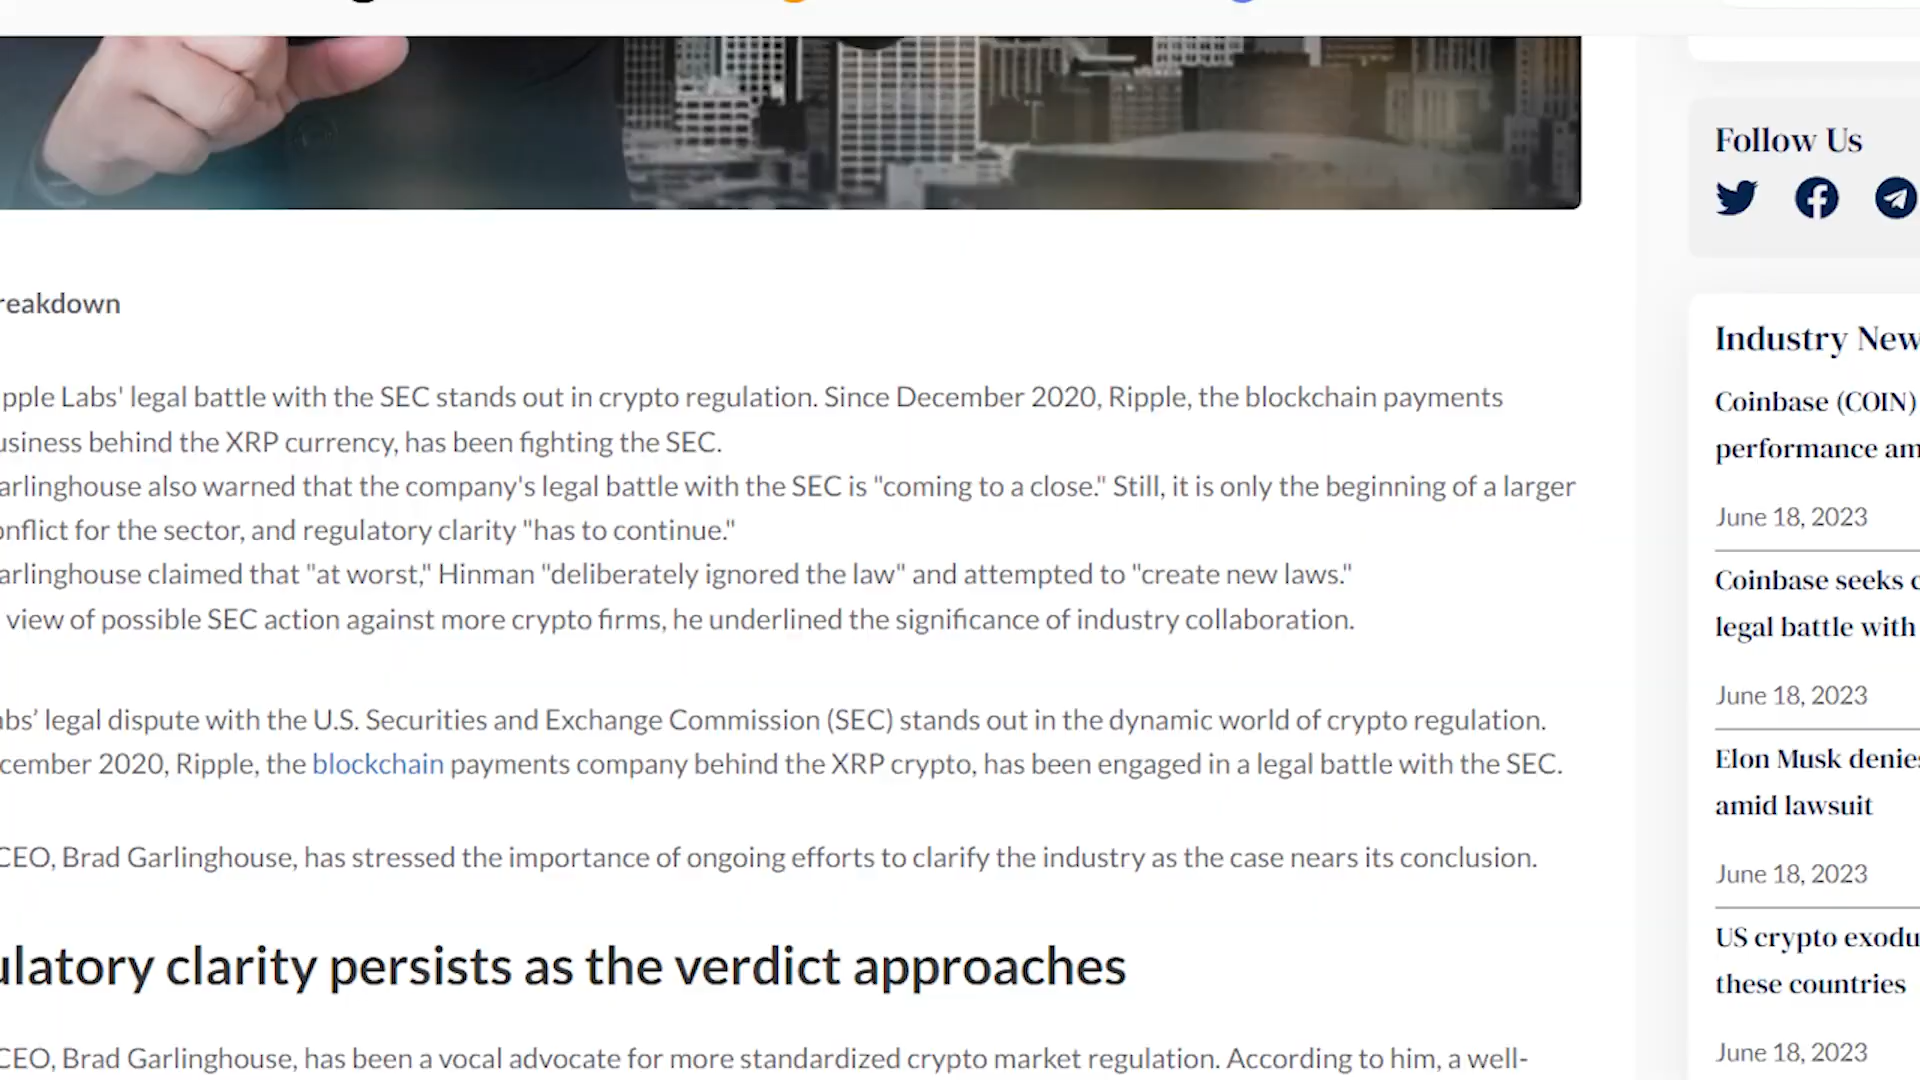 reakdown
pple Labs' legal battle with the SEC stands out in crypto regulation. Since December 2020, Ripple, the blockchain payments
usiness behind the XRP currency, has been fighting the SEC.
arlinghouse also warned that the company's legal battle with the SEC is "coming to a close." Still, it is only the beginning of a larger
onflict for the sector, and regulatory clarity "has to continue."
arlinghouse claimed that "at worst," Hinman "deliberately ignored the law" and attempted to "create new laws."
view of possible SEC action against more crypto firms, he underlined the significance of industry collaboration.
abs’ legal dispute with the U.S. Securities and Exchange Commission (SEC) stands out in the dynamic world of crypto regulation.
cember 2020, Ripple, the blockchain payments company behind the XRP crypto, has been engaged in a legal battle with the SEC.
CEO, Brad Garlinghouse, has stressed the importance of ongoing efforts to clarify the industry as the case nears its conclusion.
ulatory clarity persists as the verdict approaches
CEO, Brad Garlinghouse, has been a vocal advocate for more standardized crypto market regulation. According to him, a well-
Follow Us
Industry New
Coinbase (COIN)
performance am
June 18, 2023
Coinbase seeks c
legal battle with
June 18, 2023
Elon Musk denies
amid lawsuit
June 18, 2023
US crypto exodu
these countries
June 18, 2023